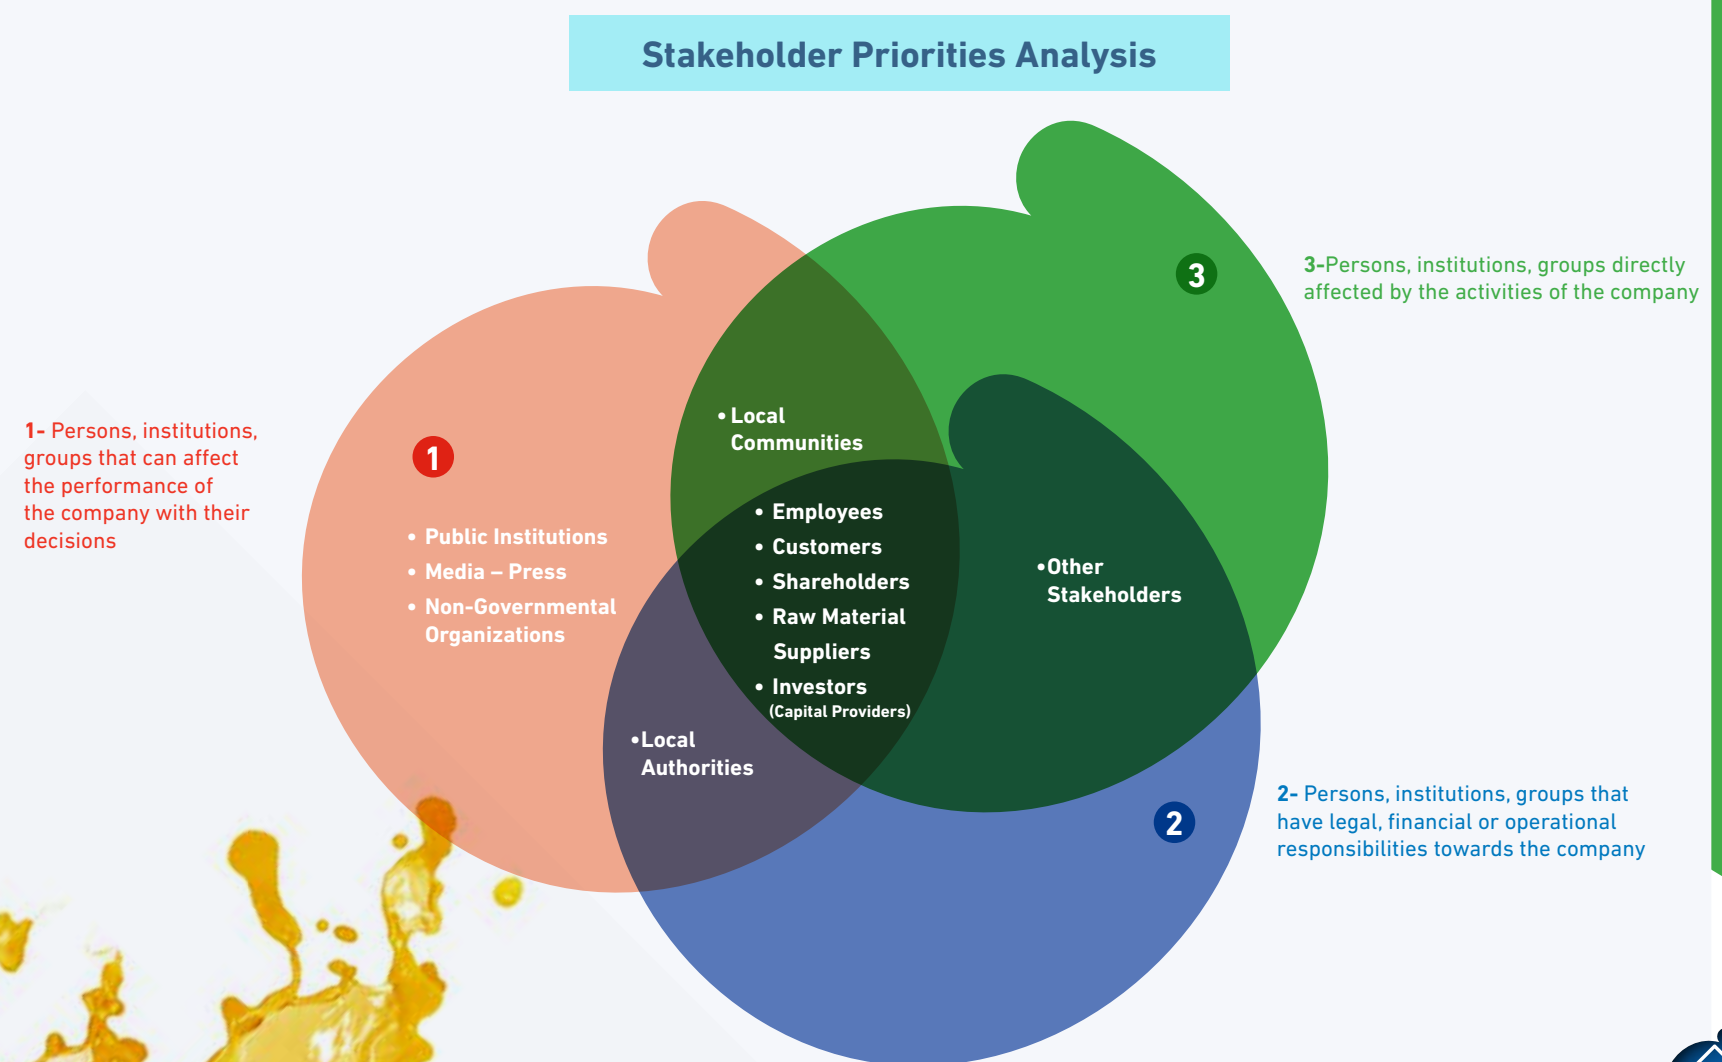 Stakeholder Priorities Analysis
3
3-Persons, institutions, groups directly
affected by the activities of the company
1- Persons, institutions,
groups that can affect
the performance of
the company with their
decisions
1
• Public Institutions
• Media – Press
• Non-Governmental
Organizations
• Local
Communities
• Employees
• Customers
• Shareholders
• Raw Material
Suppliers
• Investors
(Capital Providers)
•Other
Stakeholders
•Local
Authorities
2
2- Persons, institutions, groups that
have legal, financial or operational
responsibilities towards the company